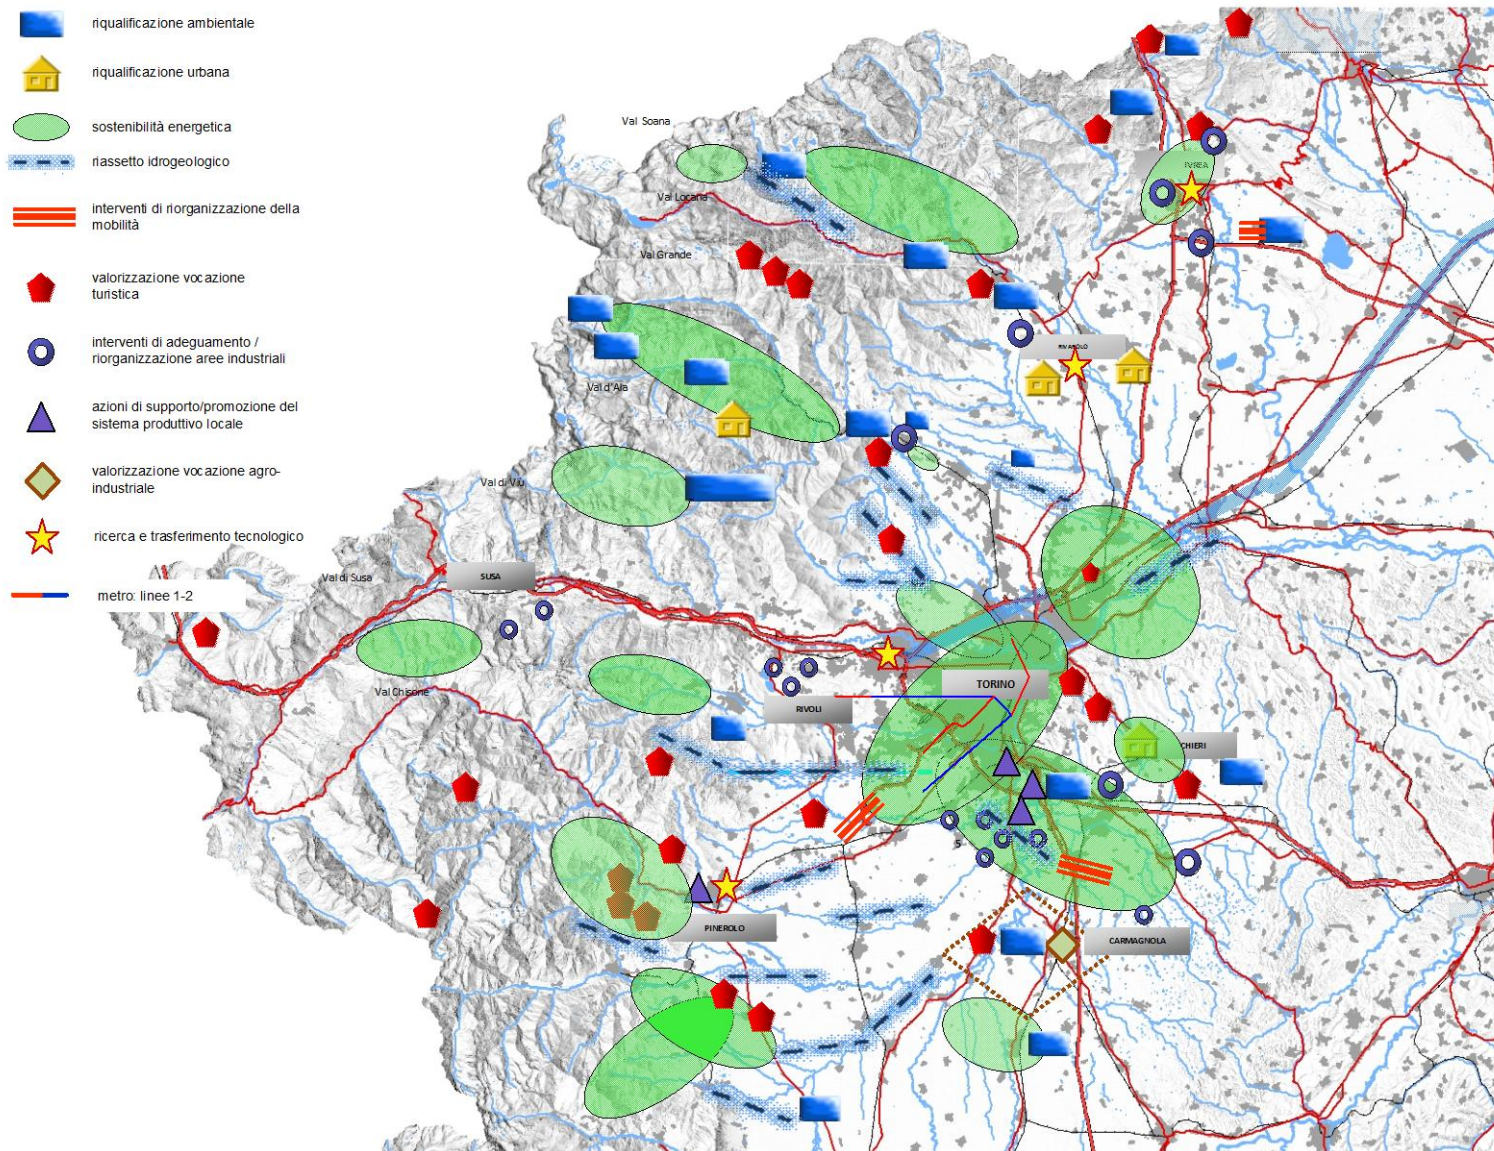 riqualificazione ambientale
riqualificazione urbana
sostenibilità energetica
riassetto idrogeologico
interventi di riorganizzazione della
mobilità
valorizzazione vocazione
turistica
interventi di adeguamento /
riorganizzazione aree industriali
azioni di supporto/promozione del
sistema produttivo locale
valorizzazione vocazione agro-
industriale
ricerca e trasferimento tecnologico
metro: linee 1-2
Val Soana
IVREA
Val Locana
Val Grande
RIVAROLO
Val d'Ala
Val di Viù
Val di Susa
SUSA
Val Chisone
TORINO
RIVOLI
CHIERI
5
PINEROLO
CARMAGNOLA